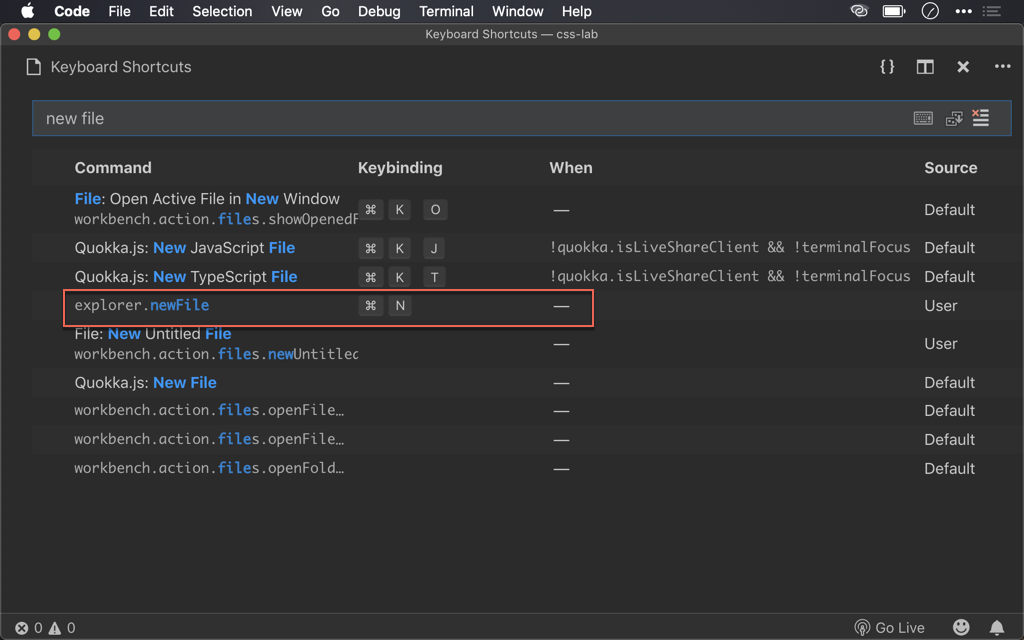 Code File Edit Selection View Go Debug Terminal Window Help
Keyboard Shortcuts — css-lab
Keyboard Shortcuts
new file
Command Keybinding When Source
File: Open Active File in New Window
workbench.action.files.showOpenedF
⌘ K O — Default
Quokka.js: New JavaScript File ⌘ K J !quokka.isLiveShareClient && !terminalFocus Default
Quokka.js: New TypeScript File ⌘ K T !quokka.isLiveShareClient && !terminalFocus Default
explorer.newFile ⌘ N — User
File: New Untitled File
workbench.action.files.newUntitled
— User
Quokka.js: New File — Default
workbench.action.files.openFile… — Default
workbench.action.files.openFile… — Default
workbench.action.files.openFold… — Default
0 0 Go Live